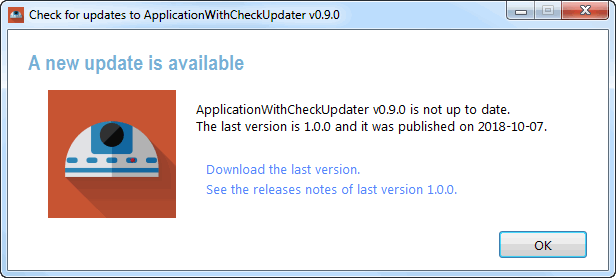 Check for updates to ApplicationWithCheckUpdater v0.9.0
A new update is available
ApplicationWithCheckUpdater v0.9.0 is not up to date.
The last version is 1.0.0 and it was published on 2018-10-07.
Download the last version.
See the releases notes of last version 1.0.0.
OK